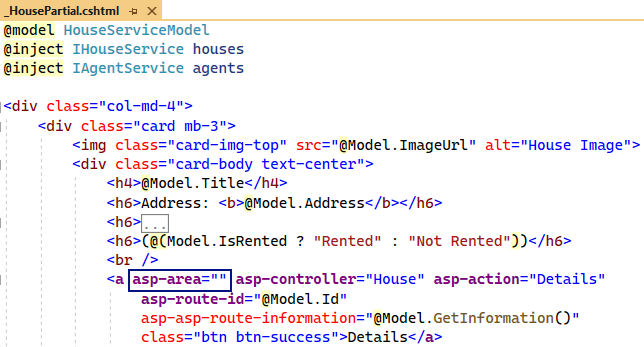 _HousePartial.cshtml
@model HouseServiceModel
@inject IHouseService houses
@inject IAgentService agents
<div class="col-md-4">
<div class="card mb-3">
<img class="card-img-top" src="@Model.ImageUrl" alt="House Image">
<div class="card-body text-center">
<h4>@Model.Title</h4>
<h6>Address: <b>@Model.Address</b></h6>
<h6>...
<h6>(@(Model.IsRented ? "Rented" : "Not Rented"))</h6>
<br />
<a asp-area="" asp-controller="House" asp-action="Details"
asp-route-id="@Model.Id"
asp-asp-route-information="@Model.GetInformation()"
class="btn btn-success">Details</a>